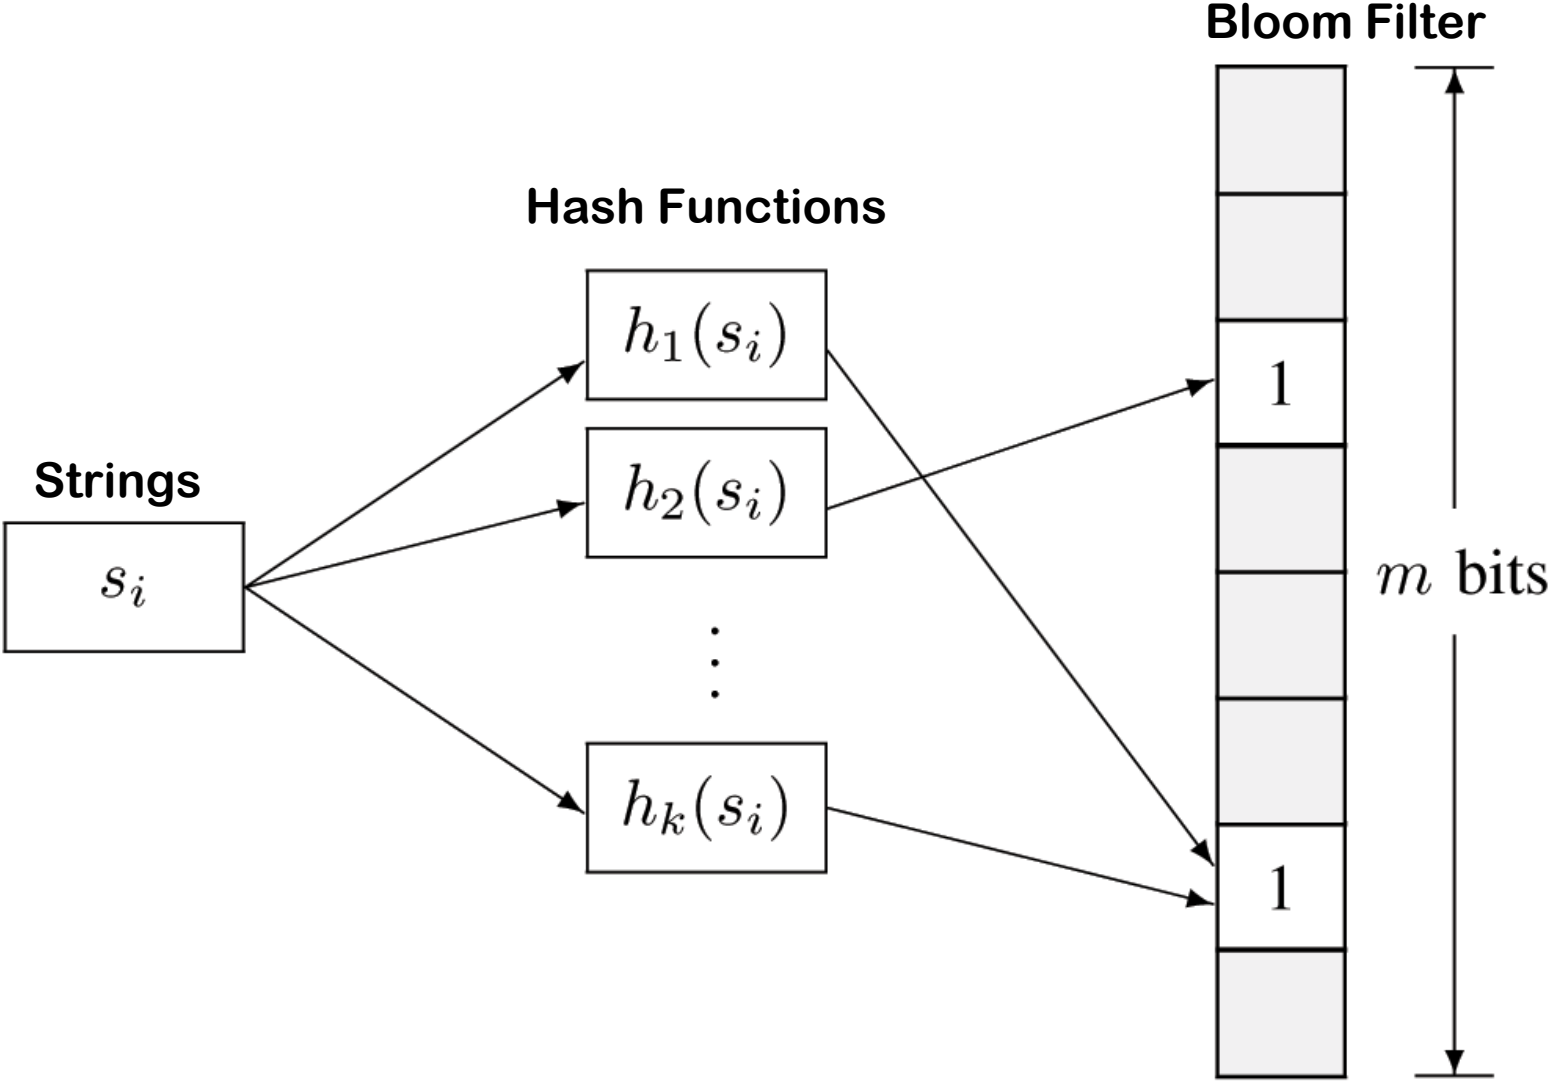 Bloom Filter
Hash Functions
h₁(sᵢ)
1
Strings
h₂(sᵢ)
sᵢ
m bits
⋮
hₖ(sᵢ)
1